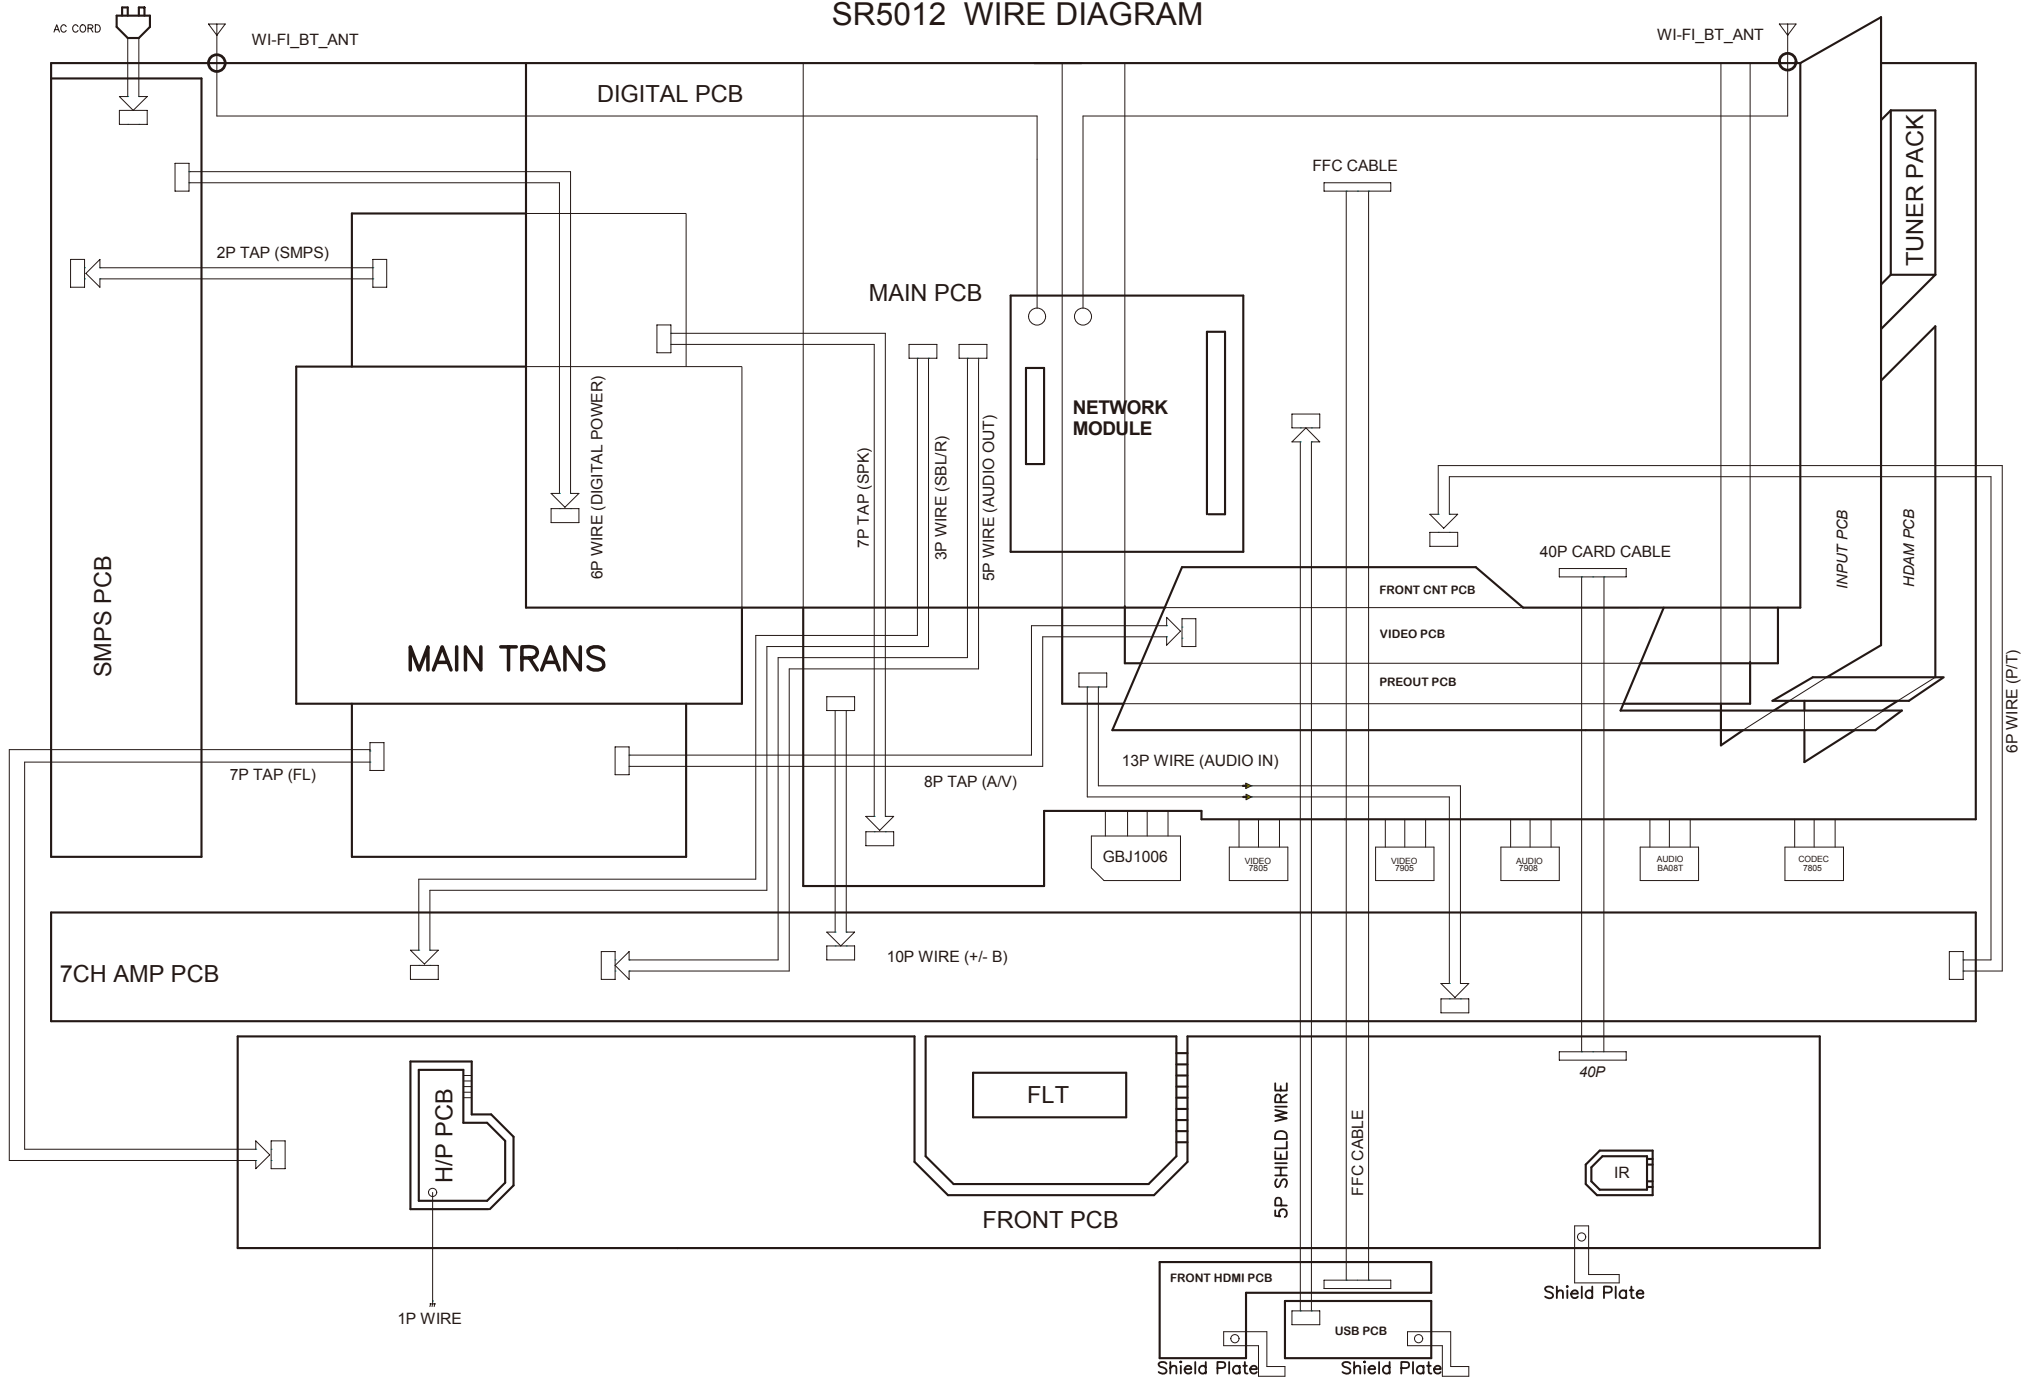 SR5012 WIRE DIAGRAM
AC CORD
WI-FI_BT_ANT
WI-FI_BT_ANT
DIGITAL PCB
FFC CABLE
TUNER PACK
2P TAP (SMPS)
MAIN PCB
6P WIRE (DIGITAL POWER)
7P TAP (SPK)
3P WIRE (SBL/R)
5P WIRE (AUDIO OUT)
NETWORK
MODULE
40P CARD CABLE
INPUT PCB
HDAM PCB
SMPS PCB
MAIN TRANS
FRONT CNT PCB
VIDEO PCB
PREOUT PCB
6P WIRE (P/T)
7P TAP (FL)
8P TAP (A/V)
13P WIRE (AUDIO IN)
GBJ1006
VIDEO
7805
VIDEO
7905
AUDIO
7908
AUDIO
BA08T
CODEC
7805
7CH AMP PCB
10P WIRE (+/- B)
H/P PCB
FLT
5P SHIELD WIRE
FFC CABLE
40P
IR
FRONT PCB
1P WIRE
FRONT HDMI PCB
USB PCB
Shield Plate
Shield Plate
Shield Plate